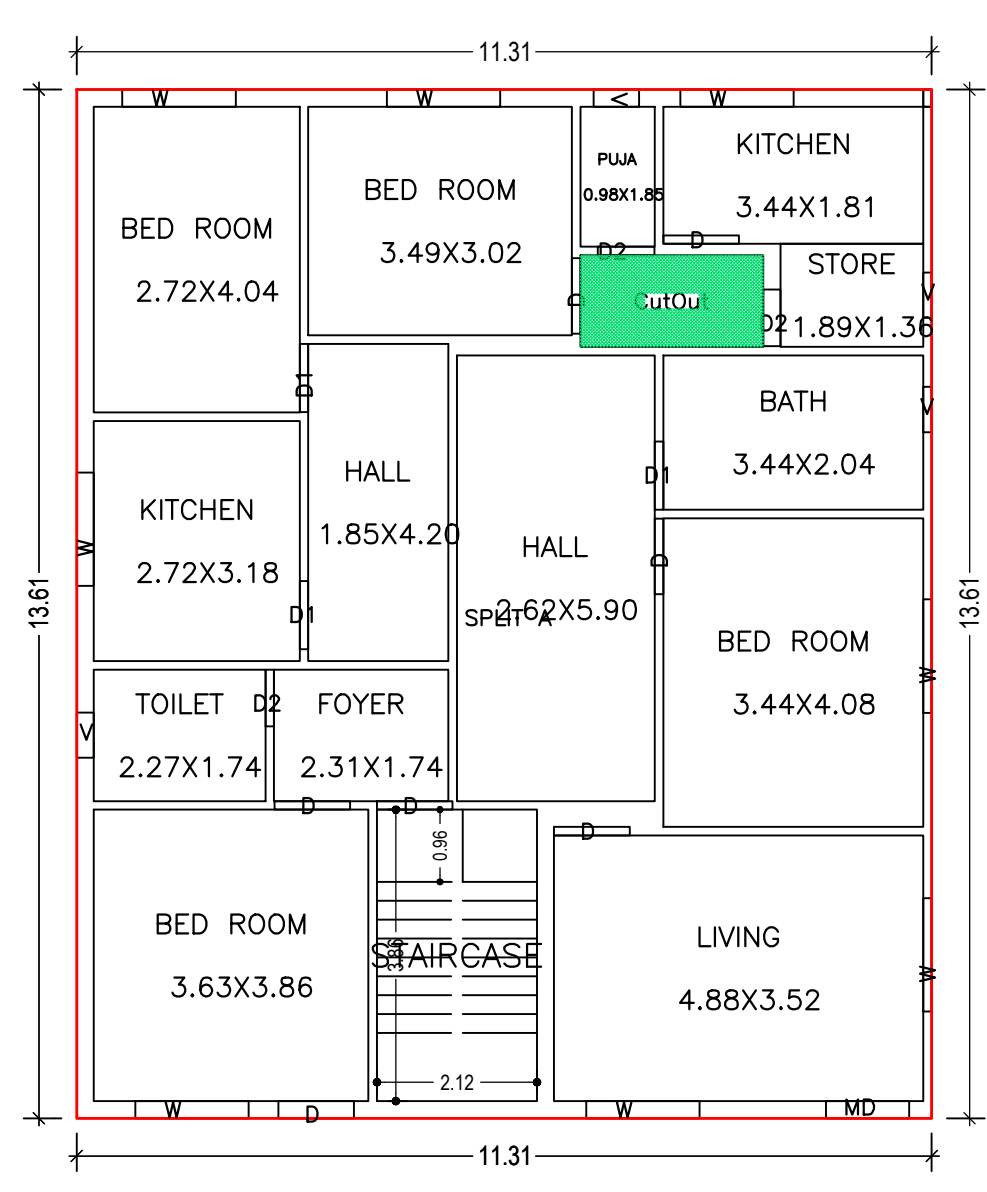 11.31
W
W
V
W
BED ROOM
2.72X4.04
BED ROOM
3.49X3.02
PUJA
0.98X1.85
KITCHEN
3.44X1.81
D2
D
D
CutOut
STORE
1.89X1.36
D2
V
D1
BATH
3.44X2.04
V
D1
HALL
1.85X4.20
KITCHEN
2.72X3.18
W
D1
HALL
2.62X5.90
SPLIT A
D
13.61
13.61
BED ROOM
3.44X4.08
W
TOILET
2.27X1.74
V
D2
FOYER
2.31X1.74
D
D
D
0.96
BED ROOM
3.63X3.86
STAIRCASE
3.86
2.12
LIVING
4.88X3.52
W
W
D
W
MD
11.31